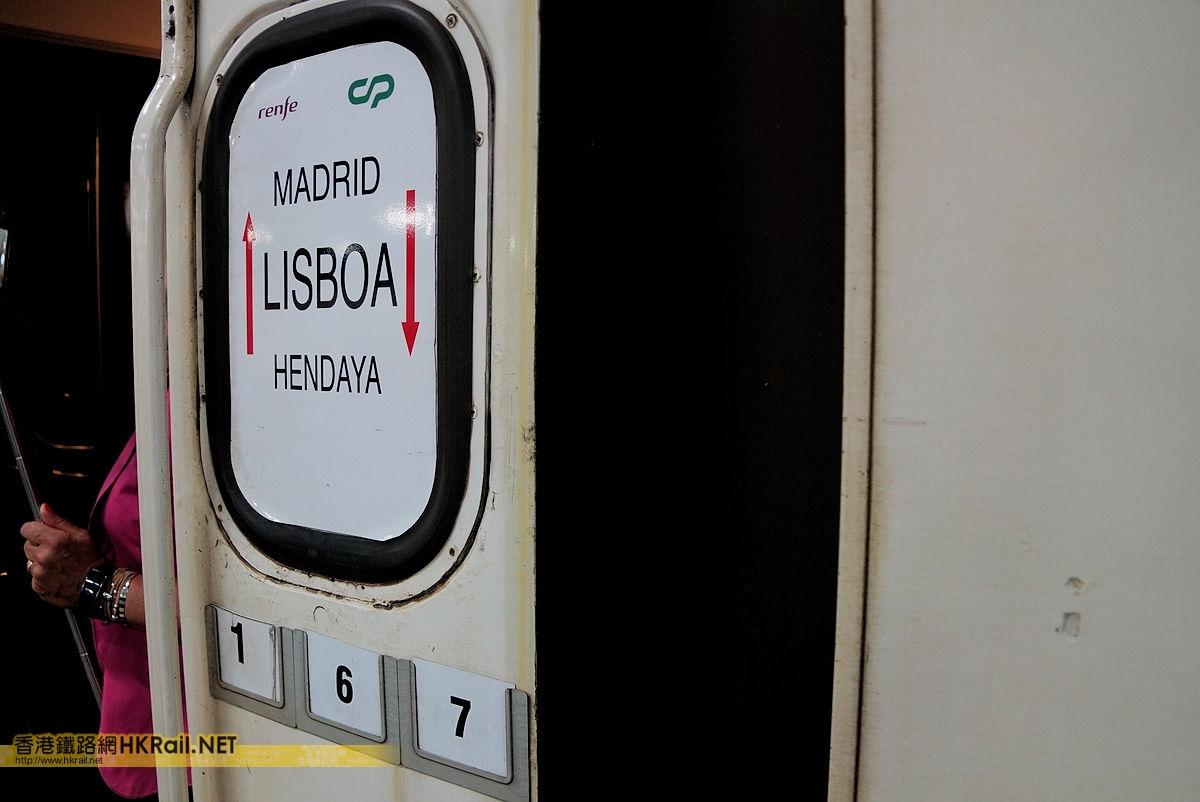 renfe
CP
MADRID
LISBOA
HENDAYA
1 6 7
香港鐵路網HKRail.NET
http://www.hkrail.net